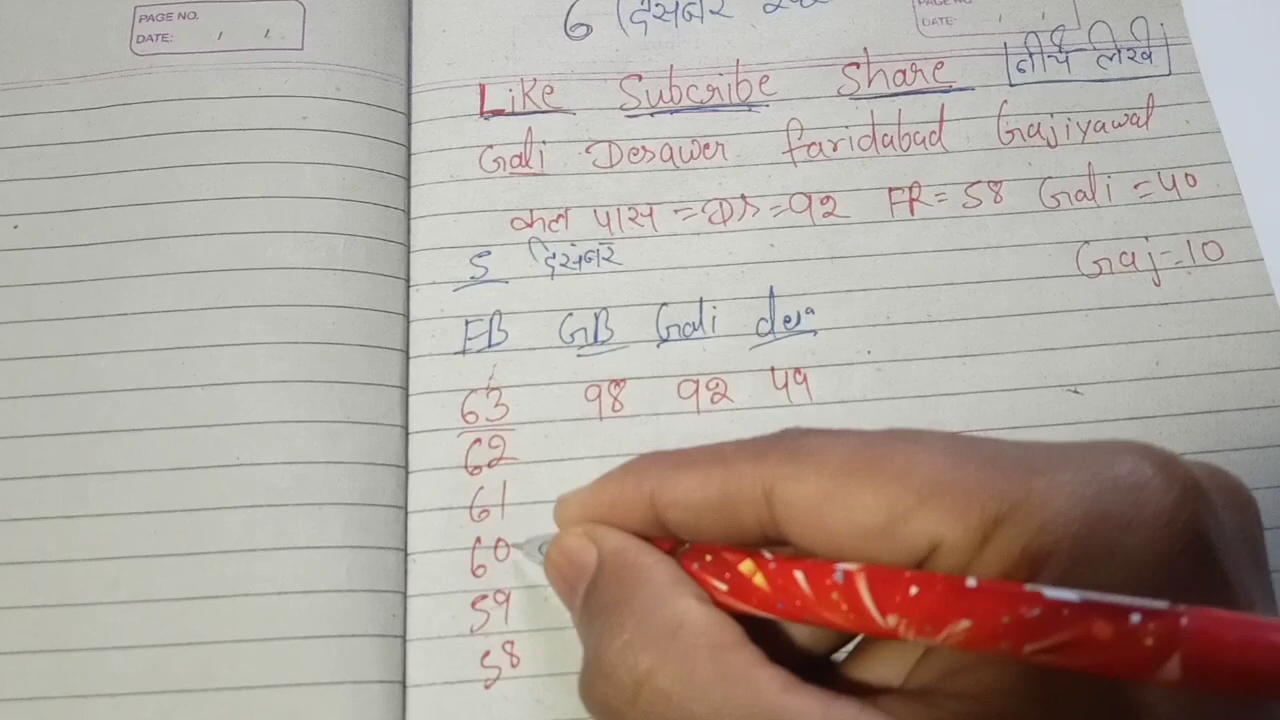 PAGE NO.
DATE:
6 दिसंबर
DATE:
Like Subcribe Share
नीचे देखें
Gali Desawer faridabad Gajiyawal
कल पास = DS = 92 FR = 58 Gali = 40
5 दिसंबर
Gaj = 10
FB GB Gali desa
63 98 92 49
62
61
60
59
58